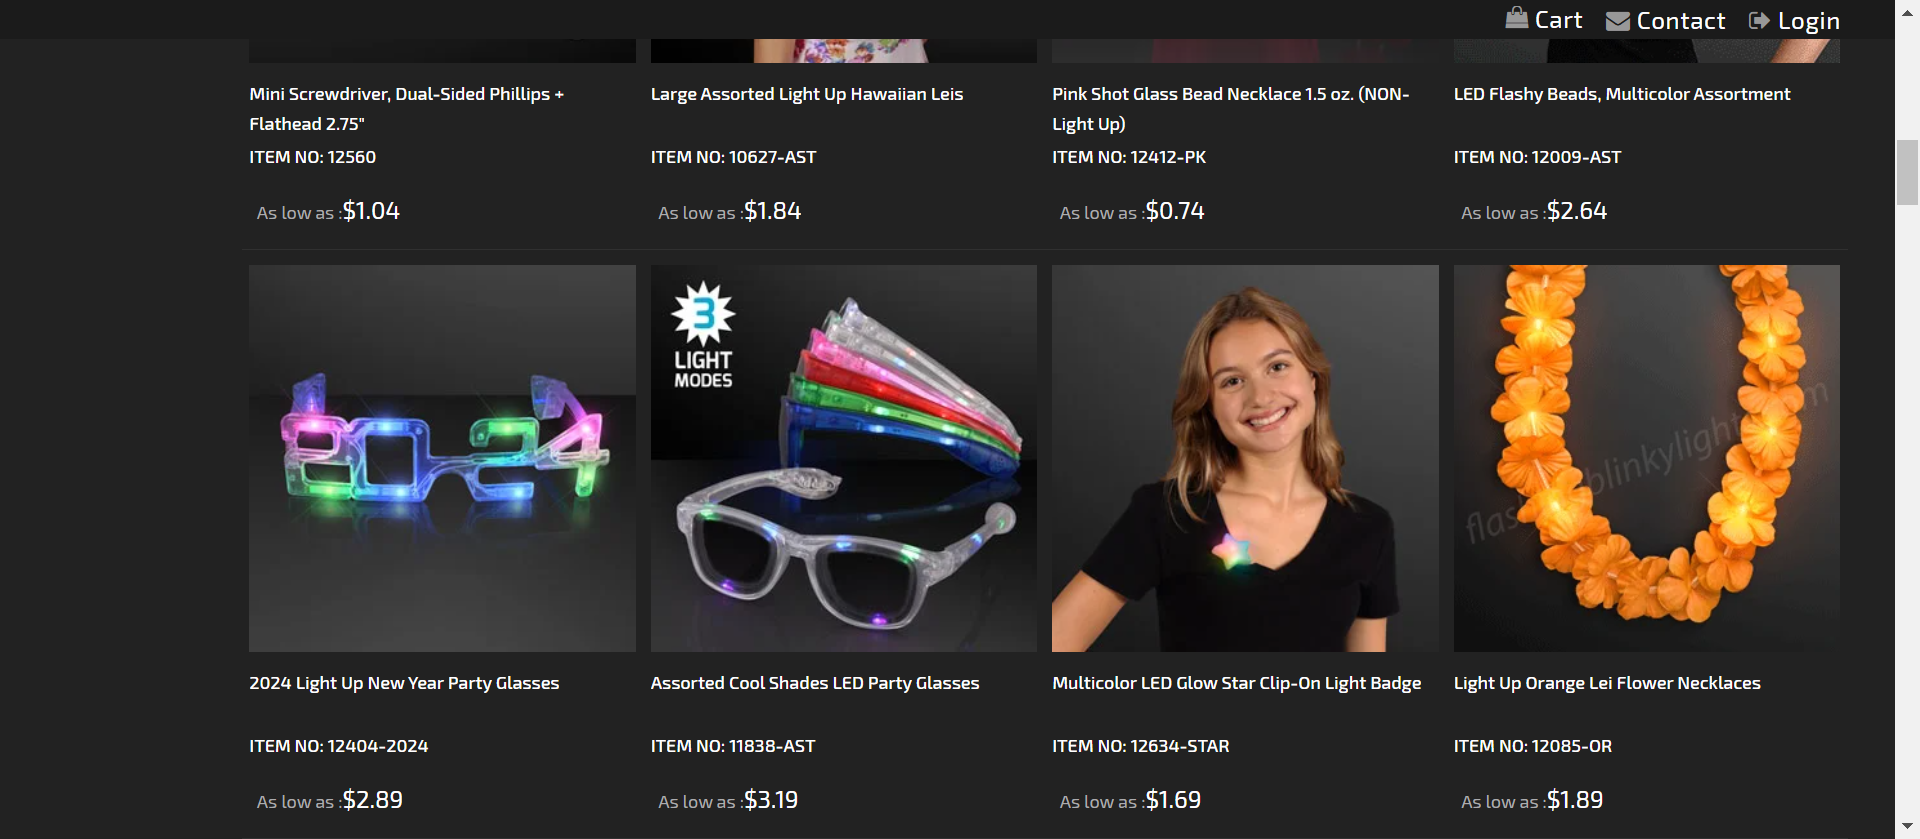 Cart Contact Login
Mini Screwdriver, Dual-Sided Phillips +
Flathead 2.75"
ITEM NO: 12560
As low as :$1.04
Large Assorted Light Up Hawaiian Leis
ITEM NO: 10627-AST
As low as :$1.84
Pink Shot Glass Bead Necklace 1.5 oz. (NON-
Light Up)
ITEM NO: 12412-PK
As low as :$0.74
LED Flashy Beads, Multicolor Assortment
ITEM NO: 12009-AST
As low as :$2.64
2024
2024 Light Up New Year Party Glasses
ITEM NO: 12404-2024
As low as :$2.89
3
LIGHT
MODES
Assorted Cool Shades LED Party Glasses
ITEM NO: 11838-AST
As low as :$3.19
Multicolor LED Glow Star Clip-On Light Badge
ITEM NO: 12634-STAR
As low as :$1.69
Light Up Orange Lei Flower Necklaces
ITEM NO: 12085-OR
As low as :$1.89